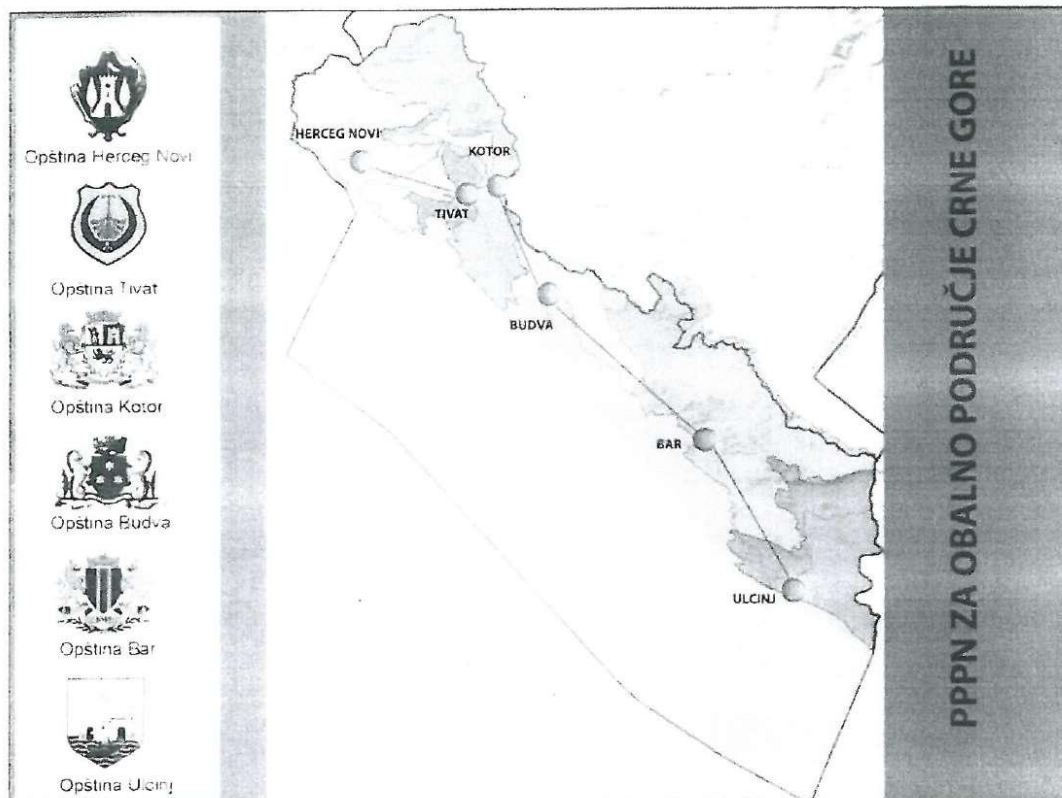 Opština Herceg Novi
Opština Tivat
Opština Kotor
Opština Budva
Opština Bar
Opština Ulcinj
HERCEG NOVI
KOTOR
TIVAT
BUDVA
BAR
ULCINJ
PPPN ZA OBALNO PODRUČJE CRNE GORE